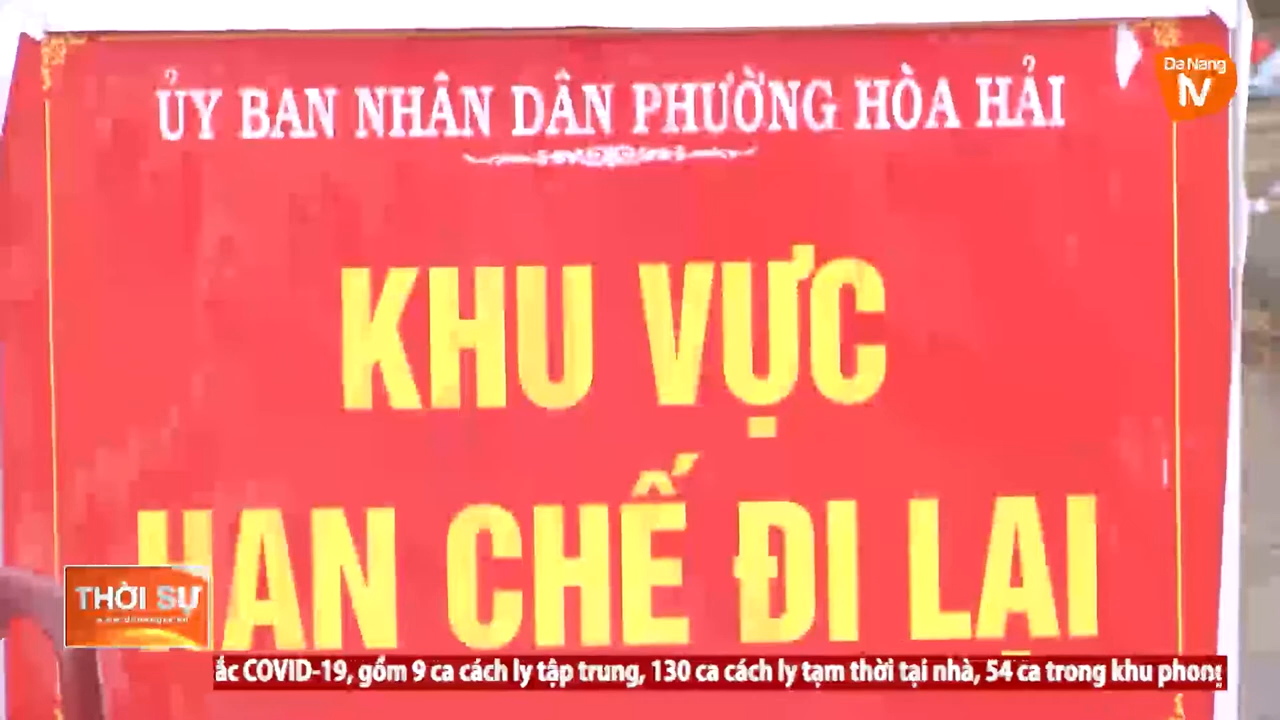 Da Nang
TV
ỦY BAN NHÂN DÂN PHƯỜNG HÒA HẢI
KHU VỰC
HẠN CHẾ ĐI LẠI
THỜI SỰ
ắc COVID-19, gồm 9 ca cách ly tập trung, 130 ca cách ly tạm thời tại nhà, 54 ca trong khu phong